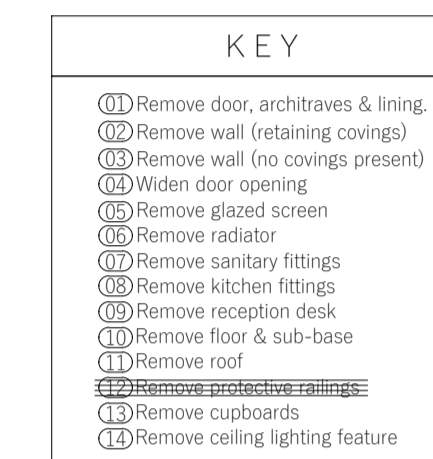 KEY
01 Remove door, architraves & lining.
02 Remove wall (retaining covings)
03 Remove wall (no covings present)
04 Widen door opening
05 Remove glazed screen
06 Remove radiator
07 Remove sanitary fittings
08 Remove kitchen fittings
09 Remove reception desk
10 Remove floor & sub-base
11 Remove roof
12 Remove protective railings
13 Remove cupboards
14 Remove ceiling lighting feature